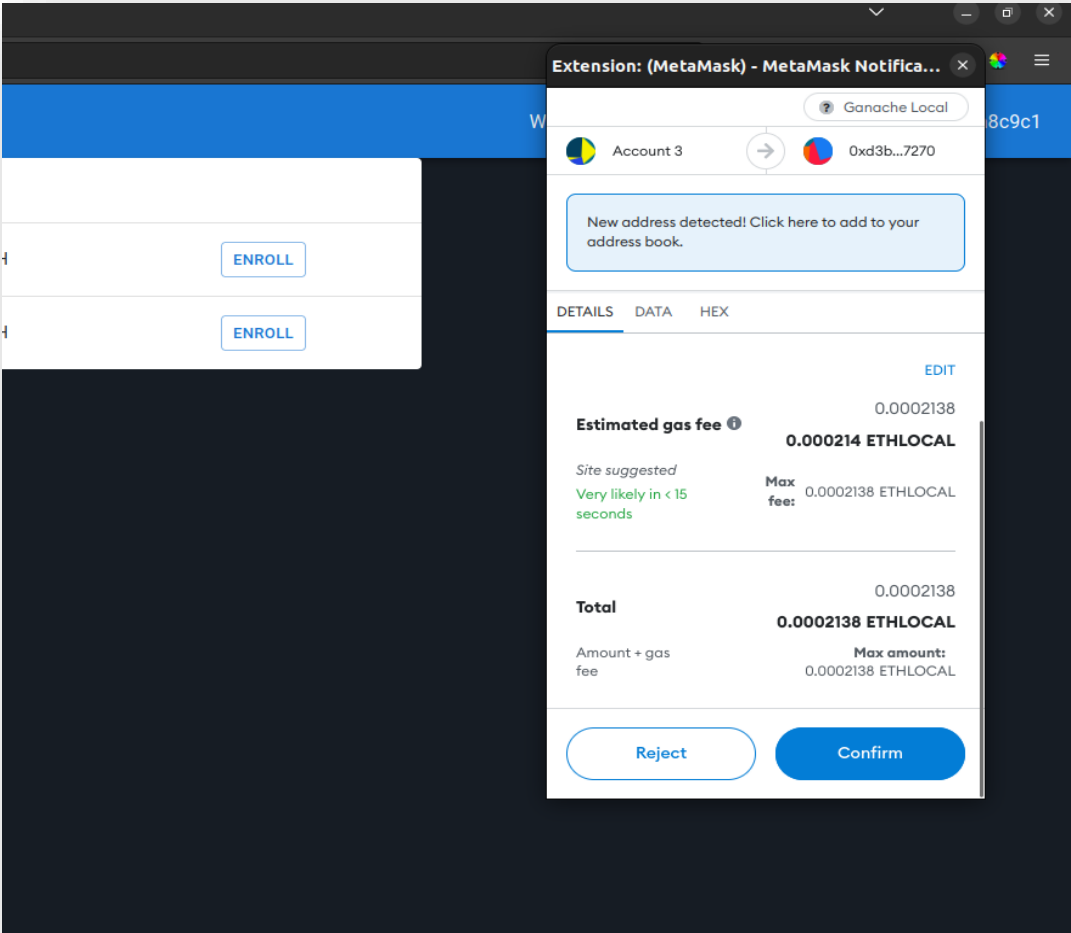 Extension: (MetaMask) - MetaMask Notifica...
Ganache Local
W
8c9c1
Account 3
0xd3b...7270
New address detected! Click here to add to your
address book.
H
ENROLL
H
ENROLL
DETAILS DATA HEX
EDIT
0.0002138
Estimated gas fee
0.000214 ETHLOCAL
Site suggested
Very likely in < 15
seconds
Max
fee:
0.0002138 ETHLOCAL
0.0002138
Total
0.0002138 ETHLOCAL
Amount + gas
fee
Max amount:
0.0002138 ETHLOCAL
Reject
Confirm